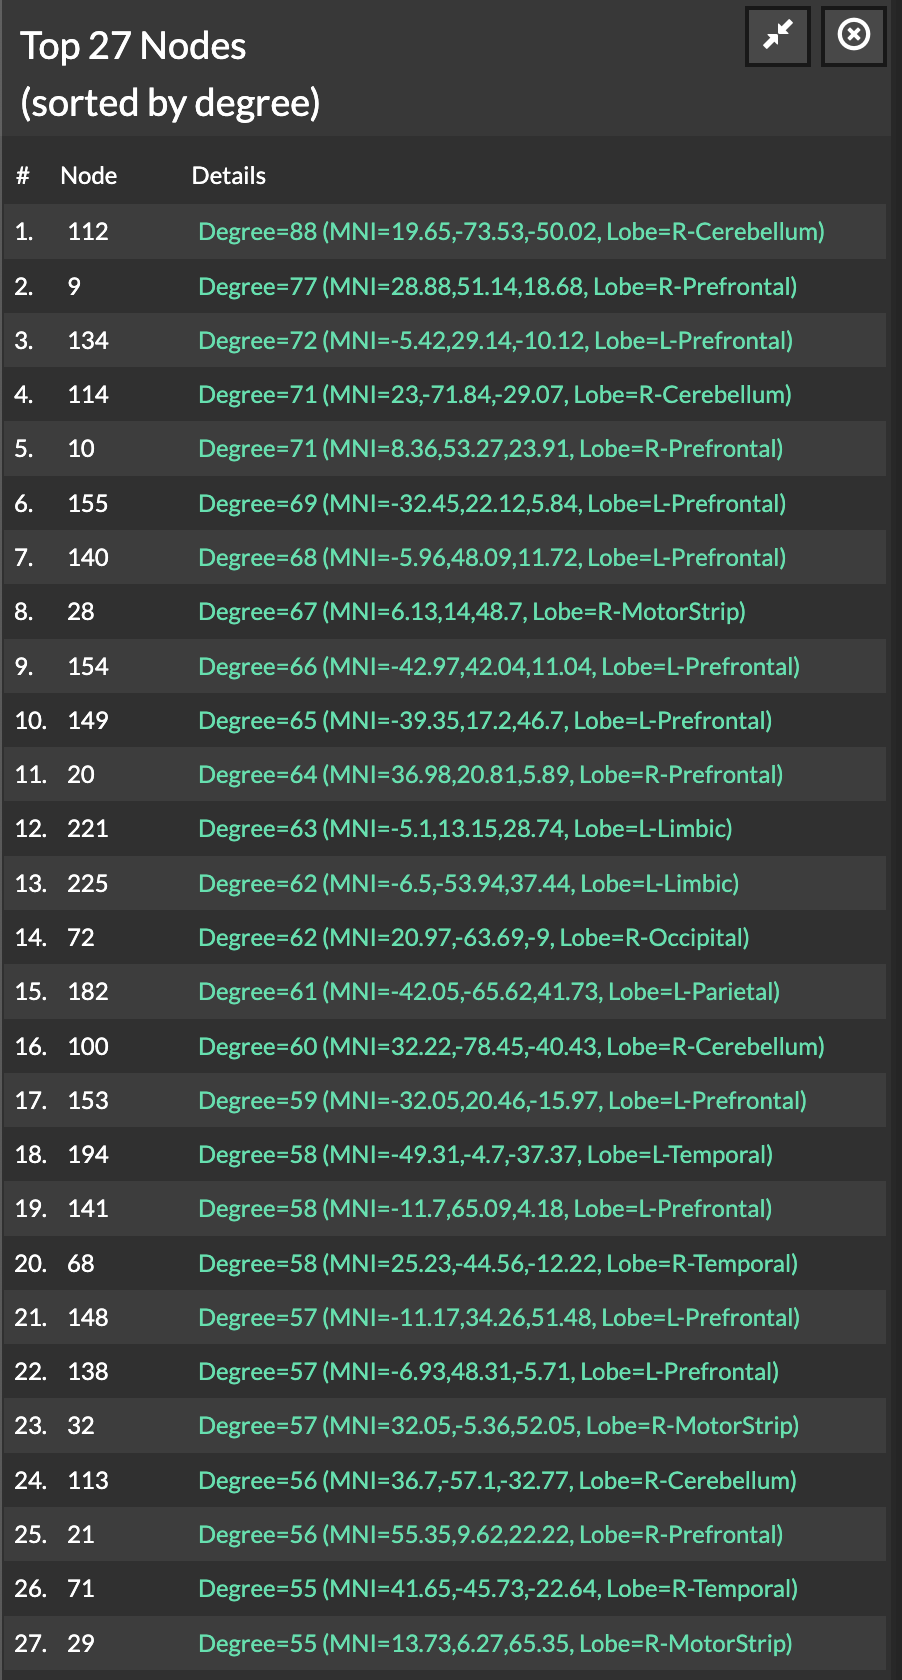 Top 27 Nodes
(sorted by degree)
# Node Details
1. 112 Degree=88 (MNI=19.65,-73.53,-50.02, Lobe=R-Cerebellum)
2. 9 Degree=77 (MNI=28.88,51.14,18.68, Lobe=R-Prefrontal)
3. 134 Degree=72 (MNI=-5.42,29.14,-10.12, Lobe=L-Prefrontal)
4. 114 Degree=71 (MNI=23,-71.84,-29.07, Lobe=R-Cerebellum)
5. 10 Degree=71 (MNI=8.36,53.27,23.91, Lobe=R-Prefrontal)
6. 155 Degree=69 (MNI=-32.45,22.12,5.84, Lobe=L-Prefrontal)
7. 140 Degree=68 (MNI=-5.96,48.09,11.72, Lobe=L-Prefrontal)
8. 28 Degree=67 (MNI=6.13,14,48.7, Lobe=R-MotorStrip)
9. 154 Degree=66 (MNI=-42.97,42.04,11.04, Lobe=L-Prefrontal)
10. 149 Degree=65 (MNI=-39.35,17.2,46.7, Lobe=L-Prefrontal)
11. 20 Degree=64 (MNI=36.98,20.81,5.89, Lobe=R-Prefrontal)
12. 221 Degree=63 (MNI=-5.1,13.15,28.74, Lobe=L-Limbic)
13. 225 Degree=62 (MNI=-6.5,-53.94,37.44, Lobe=L-Limbic)
14. 72 Degree=62 (MNI=20.97,-63.69,-9, Lobe=R-Occipital)
15. 182 Degree=61 (MNI=-42.05,-65.62,41.73, Lobe=L-Parietal)
16. 100 Degree=60 (MNI=32.22,-78.45,-40.43, Lobe=R-Cerebellum)
17. 153 Degree=59 (MNI=-32.05,20.46,-15.97, Lobe=L-Prefrontal)
18. 194 Degree=58 (MNI=-49.31,-4.7,-37.37, Lobe=L-Temporal)
19. 141 Degree=58 (MNI=-11.7,65.09,4.18, Lobe=L-Prefrontal)
20. 68 Degree=58 (MNI=25.23,-44.56,-12.22, Lobe=R-Temporal)
21. 148 Degree=57 (MNI=-11.17,34.26,51.48, Lobe=L-Prefrontal)
22. 138 Degree=57 (MNI=-6.93,48.31,-5.71, Lobe=L-Prefrontal)
23. 32 Degree=57 (MNI=32.05,-5.36,52.05, Lobe=R-MotorStrip)
24. 113 Degree=56 (MNI=36.7,-57.1,-32.77, Lobe=R-Cerebellum)
25. 21 Degree=56 (MNI=55.35,9.62,22.22, Lobe=R-Prefrontal)
26. 71 Degree=55 (MNI=41.65,-45.73,-22.64, Lobe=R-Temporal)
27. 29 Degree=55 (MNI=13.73,6.27,65.35, Lobe=R-MotorStrip)